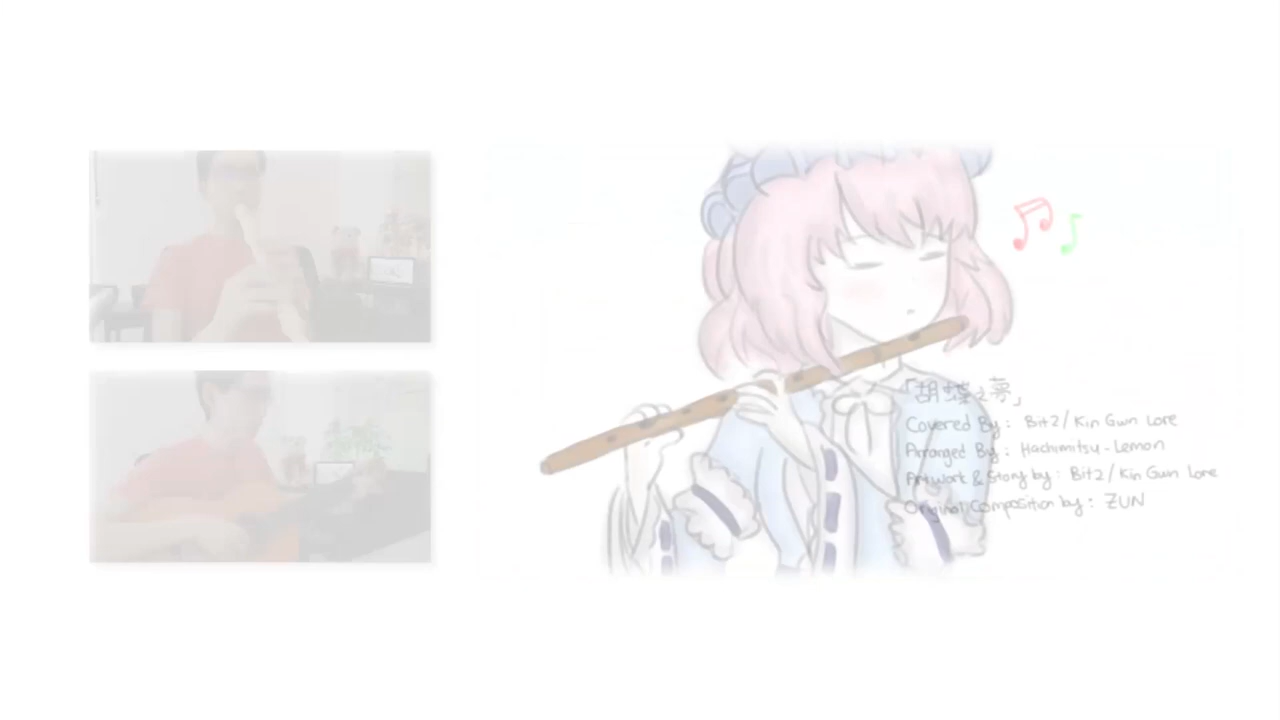 「胡蝶之夢」
Covered By : Bit2/Kin Gwn Lore
Arranged By : Hachimitsu-Lemon
Artwork & Story by : Bit2/Kin Gwn Lore
Original Composition by : ZUN